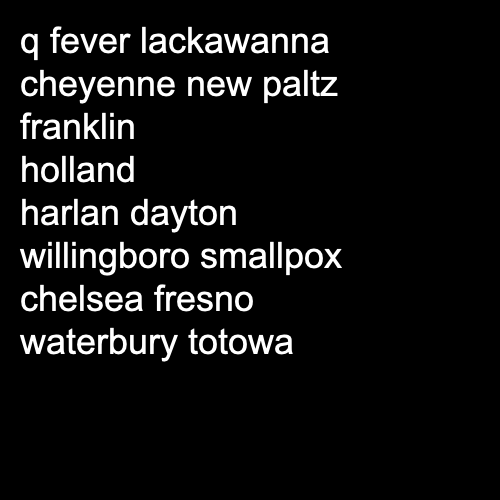 q fever lackawanna
cheyenne new paltz
franklin
holland
harlan dayton
willingboro smallpox
chelsea fresno
waterbury totowa